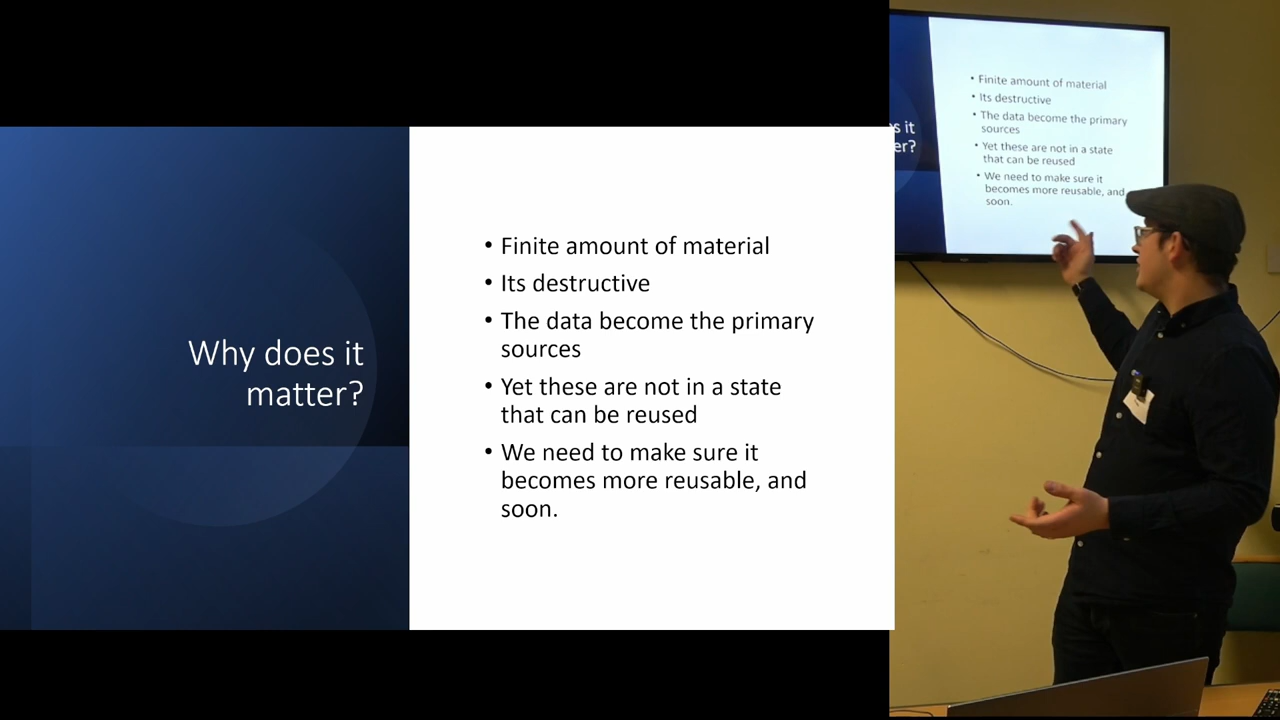 Why does it
matter?
• Finite amount of material
• Its destructive
• The data become the primary
sources
• Yet these are not in a state
that can be reused
• We need to make sure it
becomes more reusable, and
soon.
s it
er?
• Finite amount of material
• Its destructive
• The data become the primary
sources
• Yet these are not in a state
that can be reused
• We need to make sure it
becomes more reusable, and
soon.